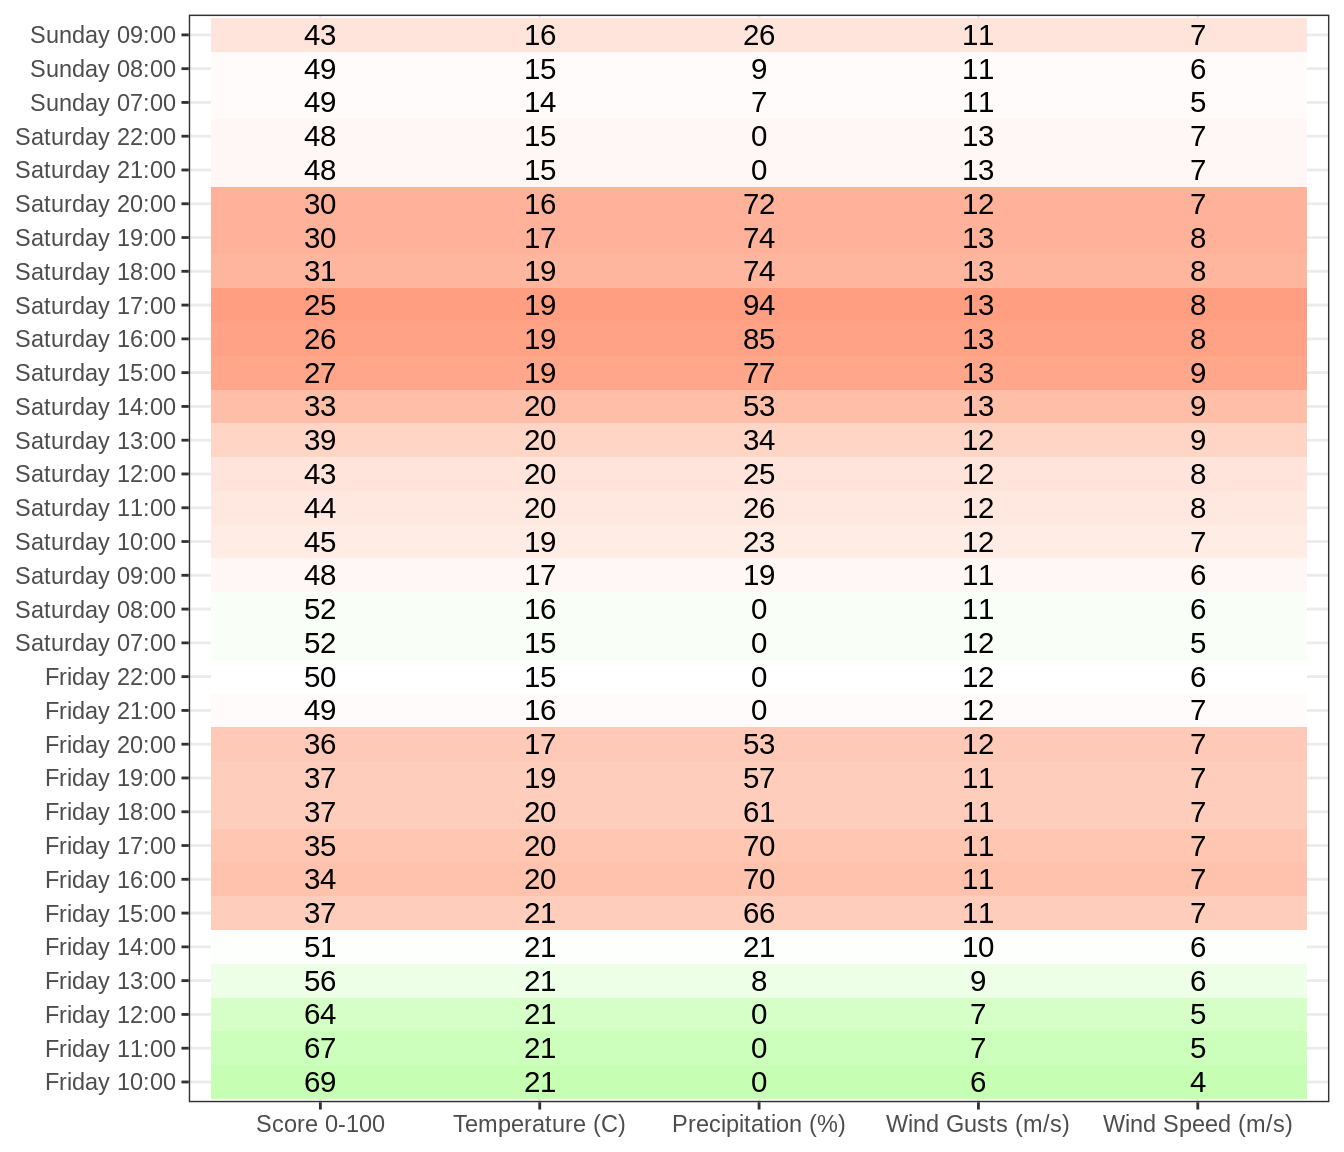 Sunday 09:00 43 16 26 11 7
Sunday 08:00 49 15 9 11 6
Sunday 07:00 49 14 7 11 5
Saturday 22:00 48 15 0 13 7
Saturday 21:00 48 15 0 13 7
Saturday 20:00 30 16 72 12 7
Saturday 19:00 30 17 74 13 8
Saturday 18:00 31 19 74 13 8
Saturday 17:00 25 19 94 13 8
Saturday 16:00 26 19 85 13 8
Saturday 15:00 27 19 77 13 9
Saturday 14:00 33 20 53 13 9
Saturday 13:00 39 20 34 12 9
Saturday 12:00 43 20 25 12 8
Saturday 11:00 44 20 26 12 8
Saturday 10:00 45 19 23 12 7
Saturday 09:00 48 17 19 11 6
Saturday 08:00 52 16 0 11 6
Saturday 07:00 52 15 0 12 5
Friday 22:00 50 15 0 12 6
Friday 21:00 49 16 0 12 7
Friday 20:00 36 17 53 12 7
Friday 19:00 37 19 57 11 7
Friday 18:00 37 20 61 11 7
Friday 17:00 35 20 70 11 7
Friday 16:00 34 20 70 11 7
Friday 15:00 37 21 66 11 7
Friday 14:00 51 21 21 10 6
Friday 13:00 56 21 8 9 6
Friday 12:00 64 21 0 7 5
Friday 11:00 67 21 0 7 5
Friday 10:00 69 21 0 6 4
Score 0-100 Temperature (C) Precipitation (%) Wind Gusts (m/s) Wind Speed (m/s)